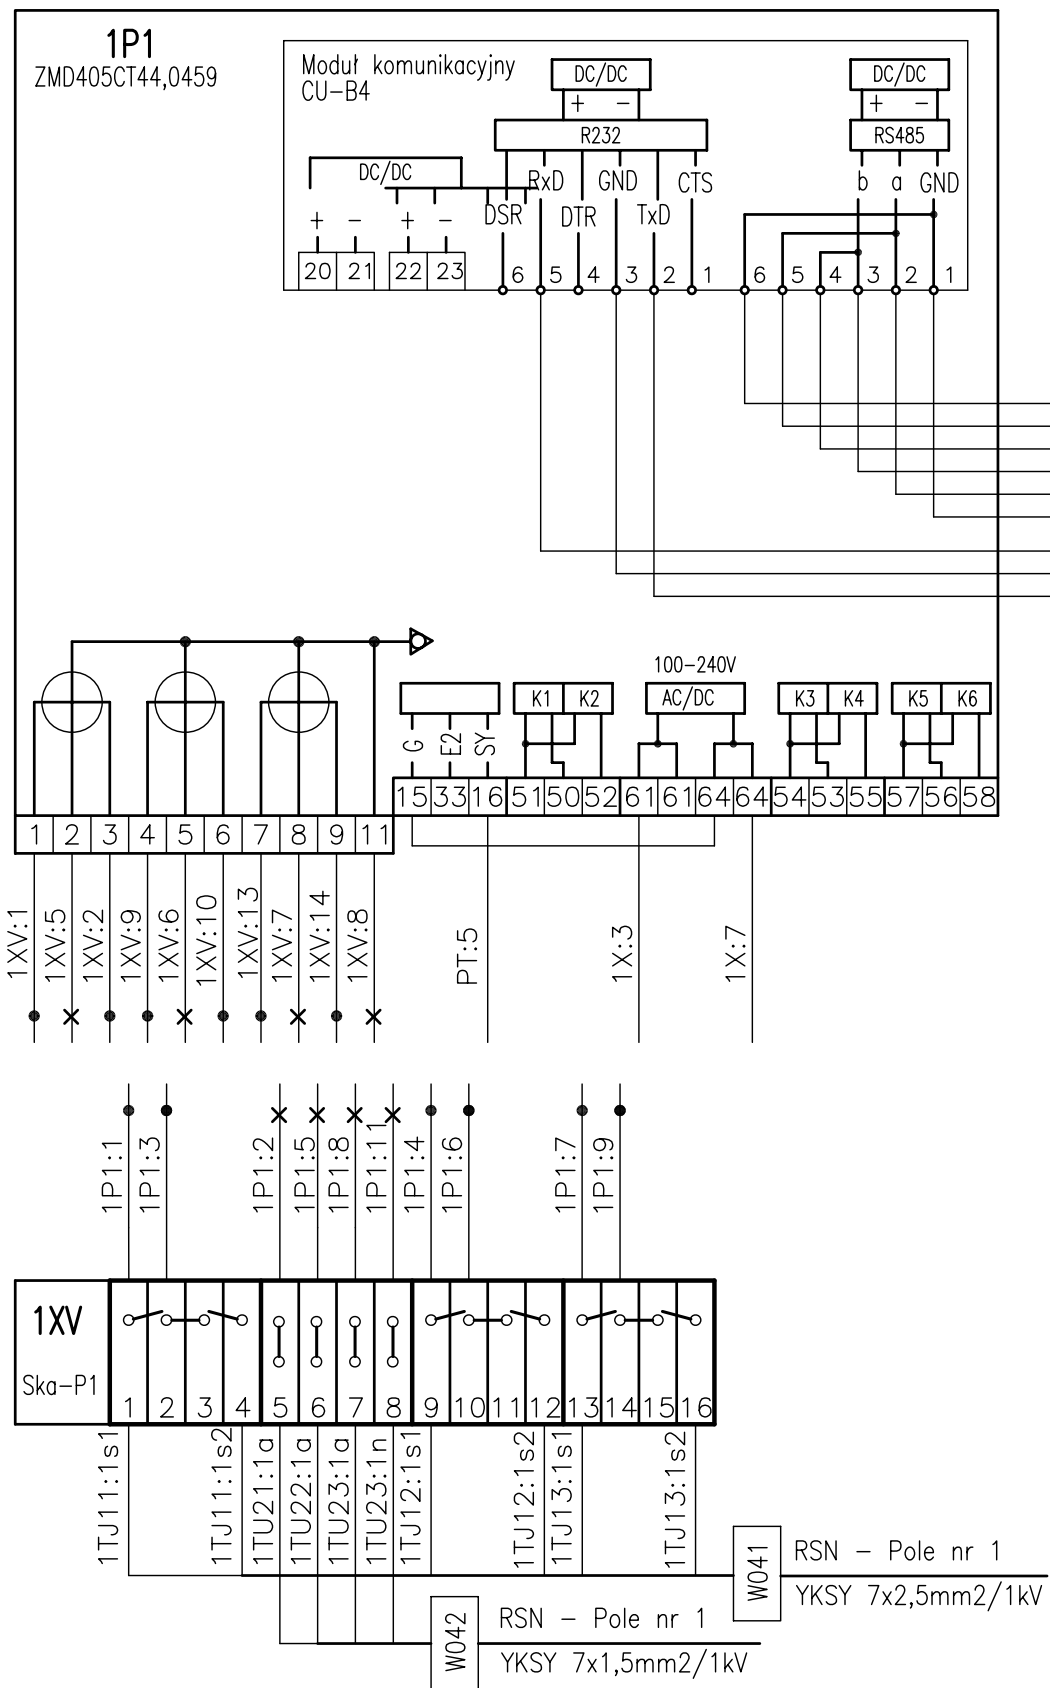 1P1
ZMD405CT44,0459
Moduł komunikacyjny
CU-B4
DC/DC
DC/DC
+ -
+ -
R232
RS485
DC/DC
RxD GND CTS
b a GND
DSR DTR TxD
+ - + -
20 21 22 23
6 5 4 3 2 1
6 5 4 3 2 1
100-240V
K1 K2
AC/DC
K3 K4
K5 K6
G E2 SY
15 33 16 51 50 52 61 61 64 64 54 53 55 57 56 58
1 2 3 4 5 6 7 8 9 11
1XV:1
1XV:5
1XV:2
1XV:9
1XV:6
1XV:10
1XV:13
1XV:7
1XV:14
1XV:8
PT:5
1X:3
1X:7
1P1:1
1P1:3
1P1:2
1P1:5
1P1:8
1P1:11
1P1:4
1P1:6
1P1:7
1P1:9
1XV
Ska-P1
1 2 3 4 5 6 7 8 9 10 11 12 13 14 15 16
1TJ11:1s1
1TJ11:1s2
1TU21:1a
1TU22:1a
1TU23:1a
1TU23:1n
1TJ12:1s1
1TJ12:1s2
1TJ13:1s1
1TJ13:1s2
W041
RSN - Pole nr 1
YKSY 7x2,5mm2/1kV
W042
RSN - Pole nr 1
YKSY 7x1,5mm2/1kV